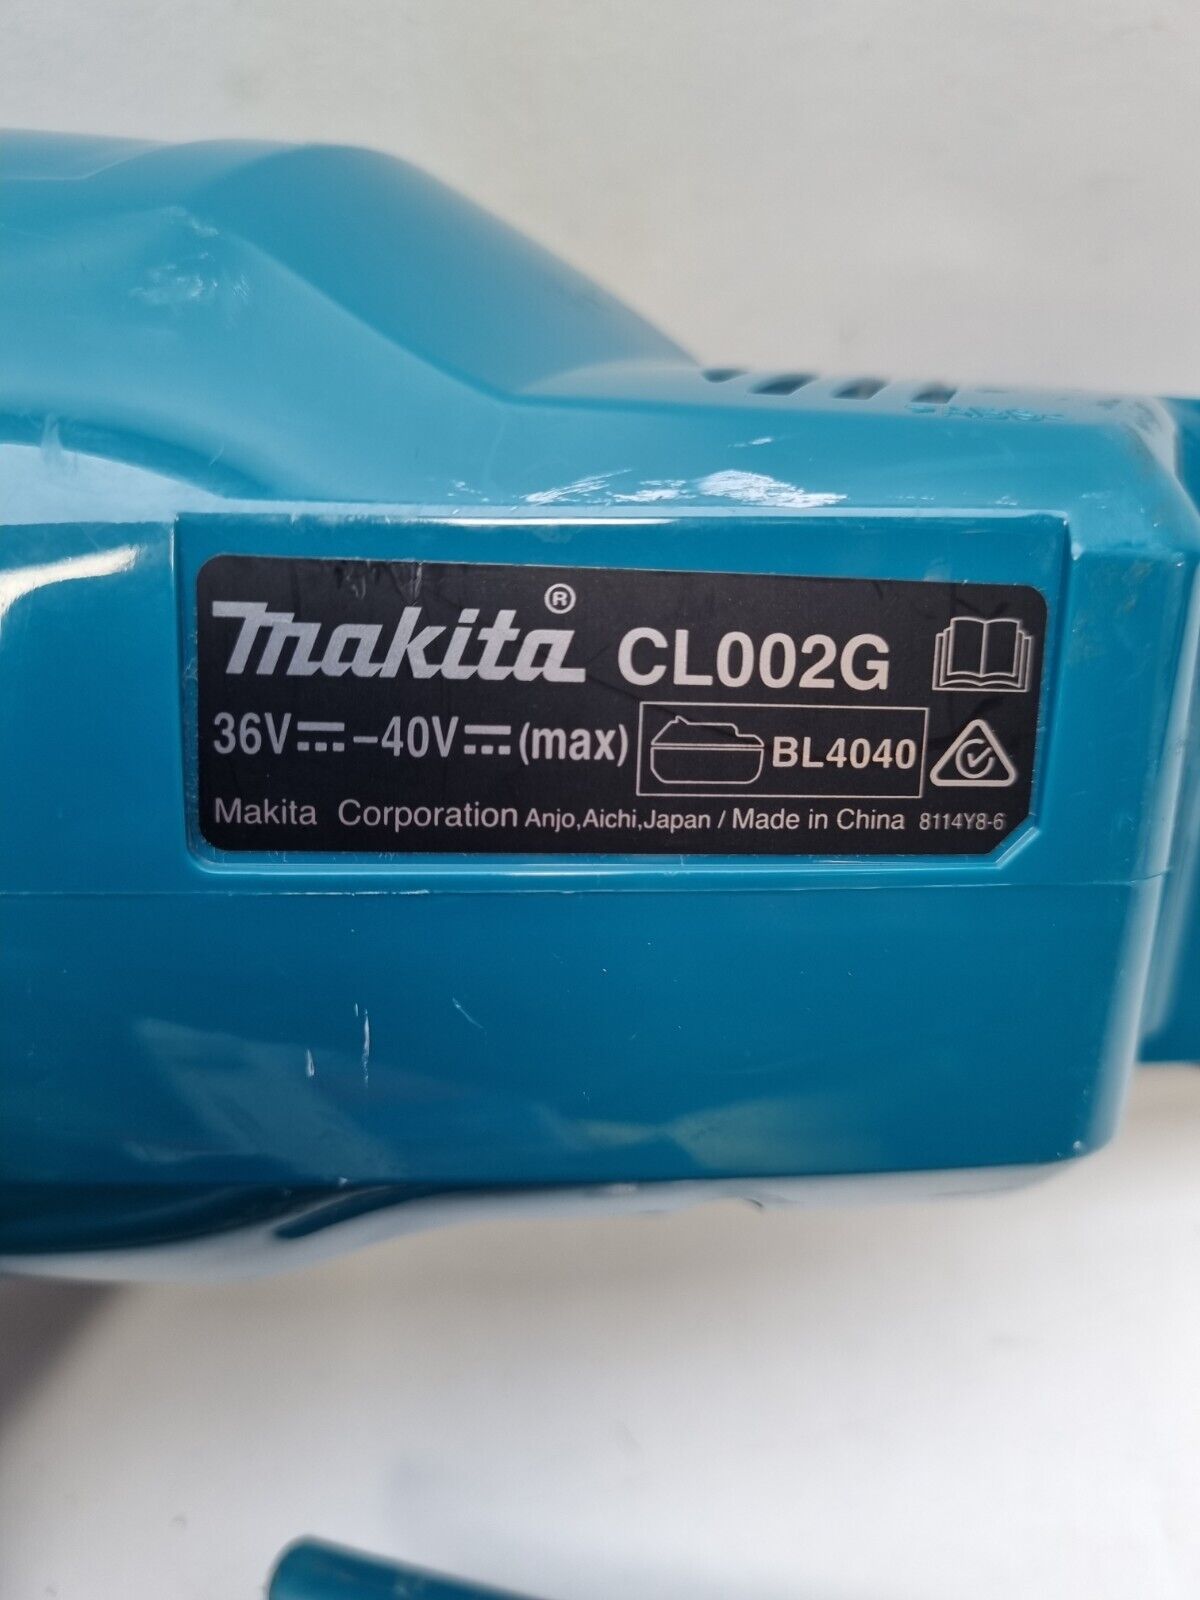 makita® CL002G
36V⎓–40V⎓(max) BL4040
Makita Corporation Anjo,Aichi,Japan / Made in China 8114Y8-6